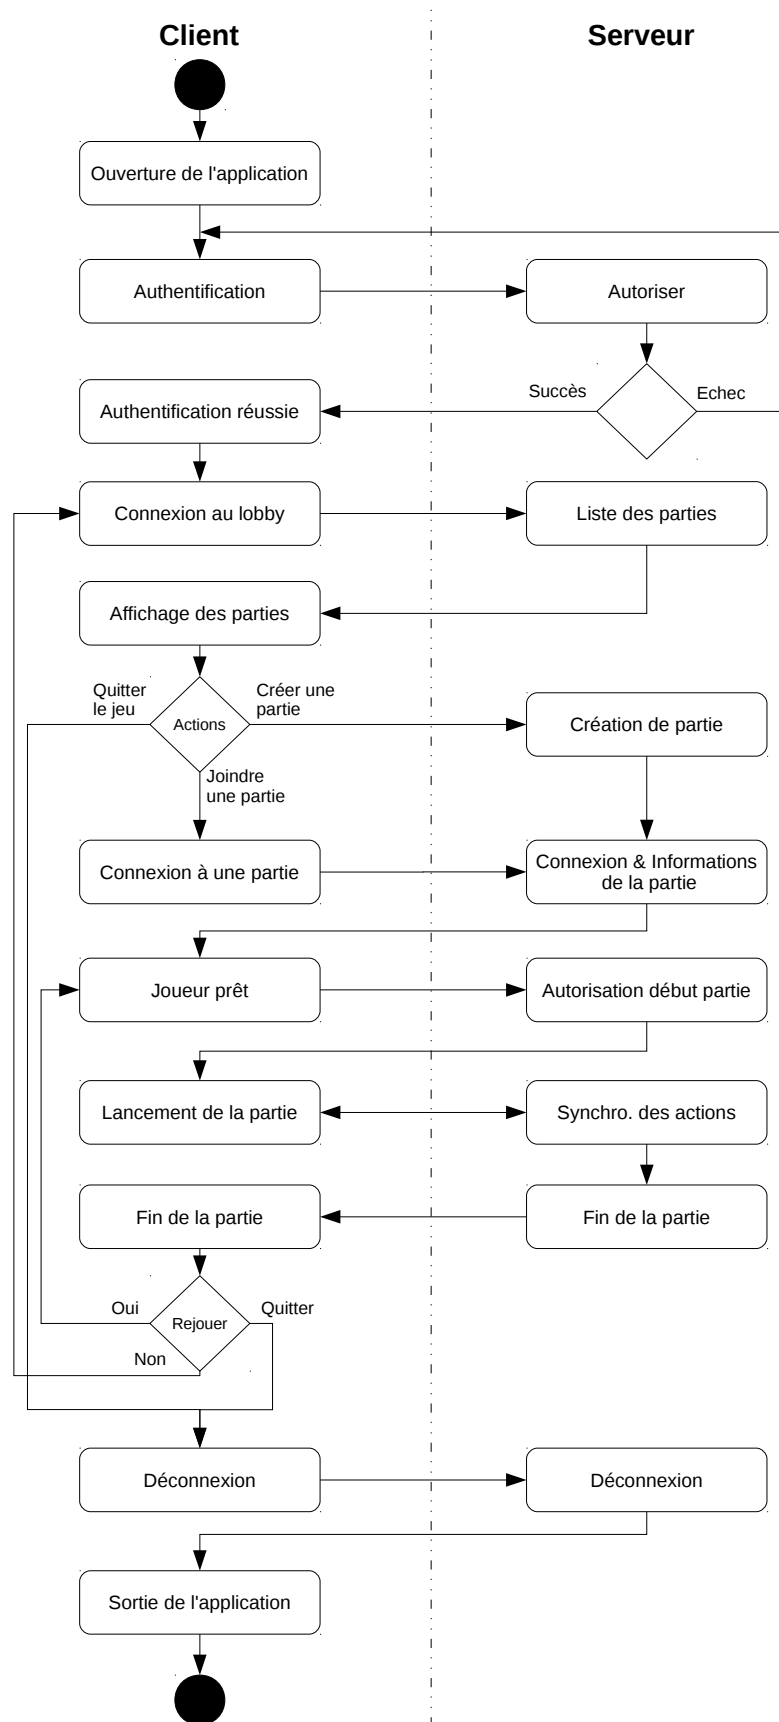 Client
Serveur
Ouverture de l'application
Authentification
Autoriser
Succès
Echec
Authentification réussie
Connexion au lobby
Liste des parties
Affichage des parties
Quitter
le jeu
Actions
Créer une
partie
Création de partie
Joindre
une partie
Connexion à une partie
Connexion & Informations
de la partie
Joueur prêt
Autorisation début partie
Lancement de la partie
Synchro. des actions
Fin de la partie
Fin de la partie
Oui
Rejouer
Quitter
Non
Déconnexion
Déconnexion
Sortie de l'application